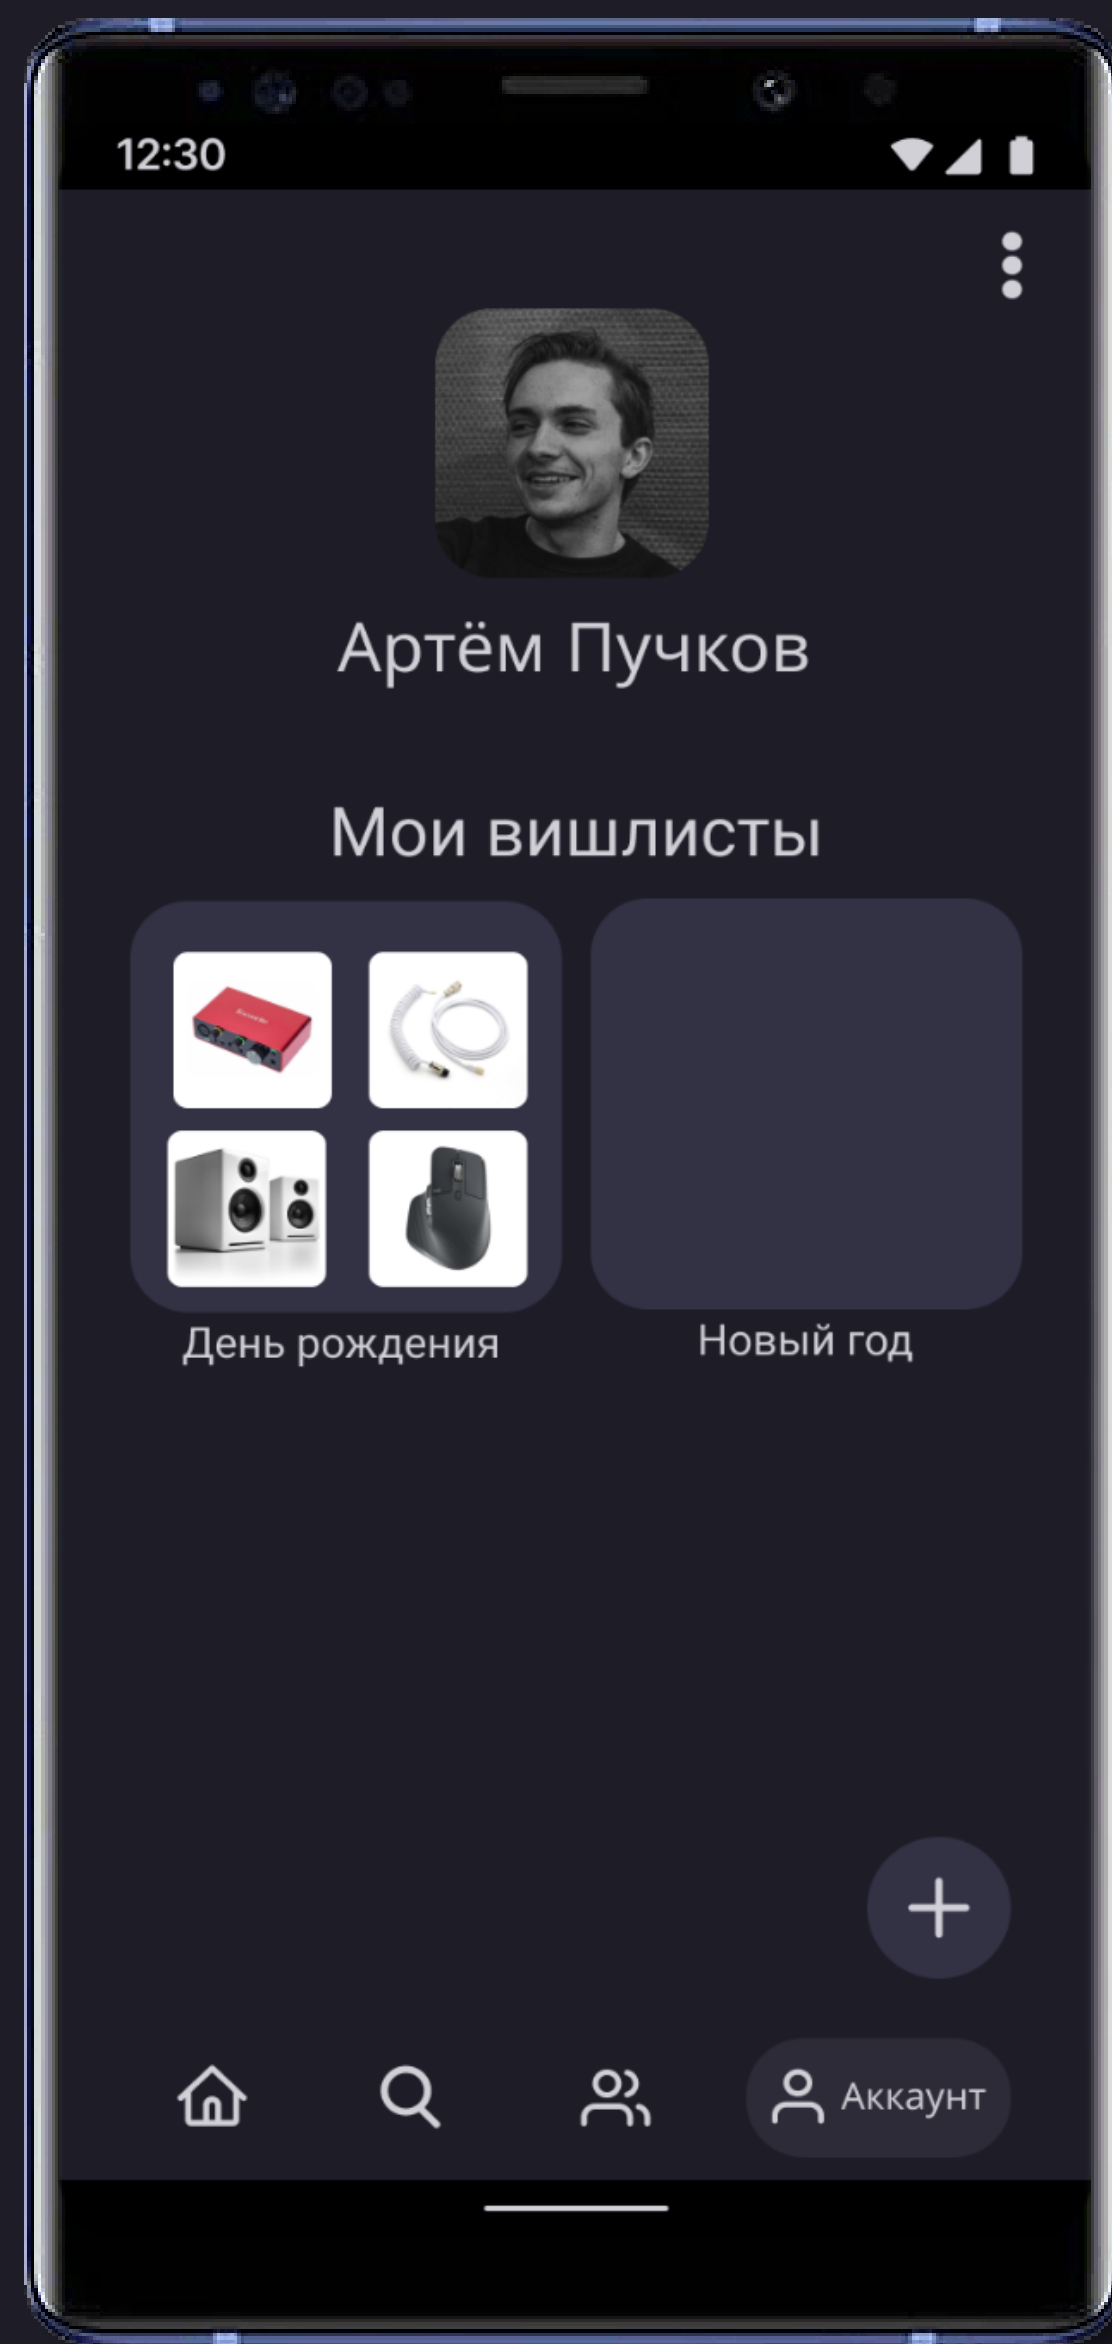 12:30
Артём Пучков
Мои вишлисты
День рождения
Новый год
Аккаунт